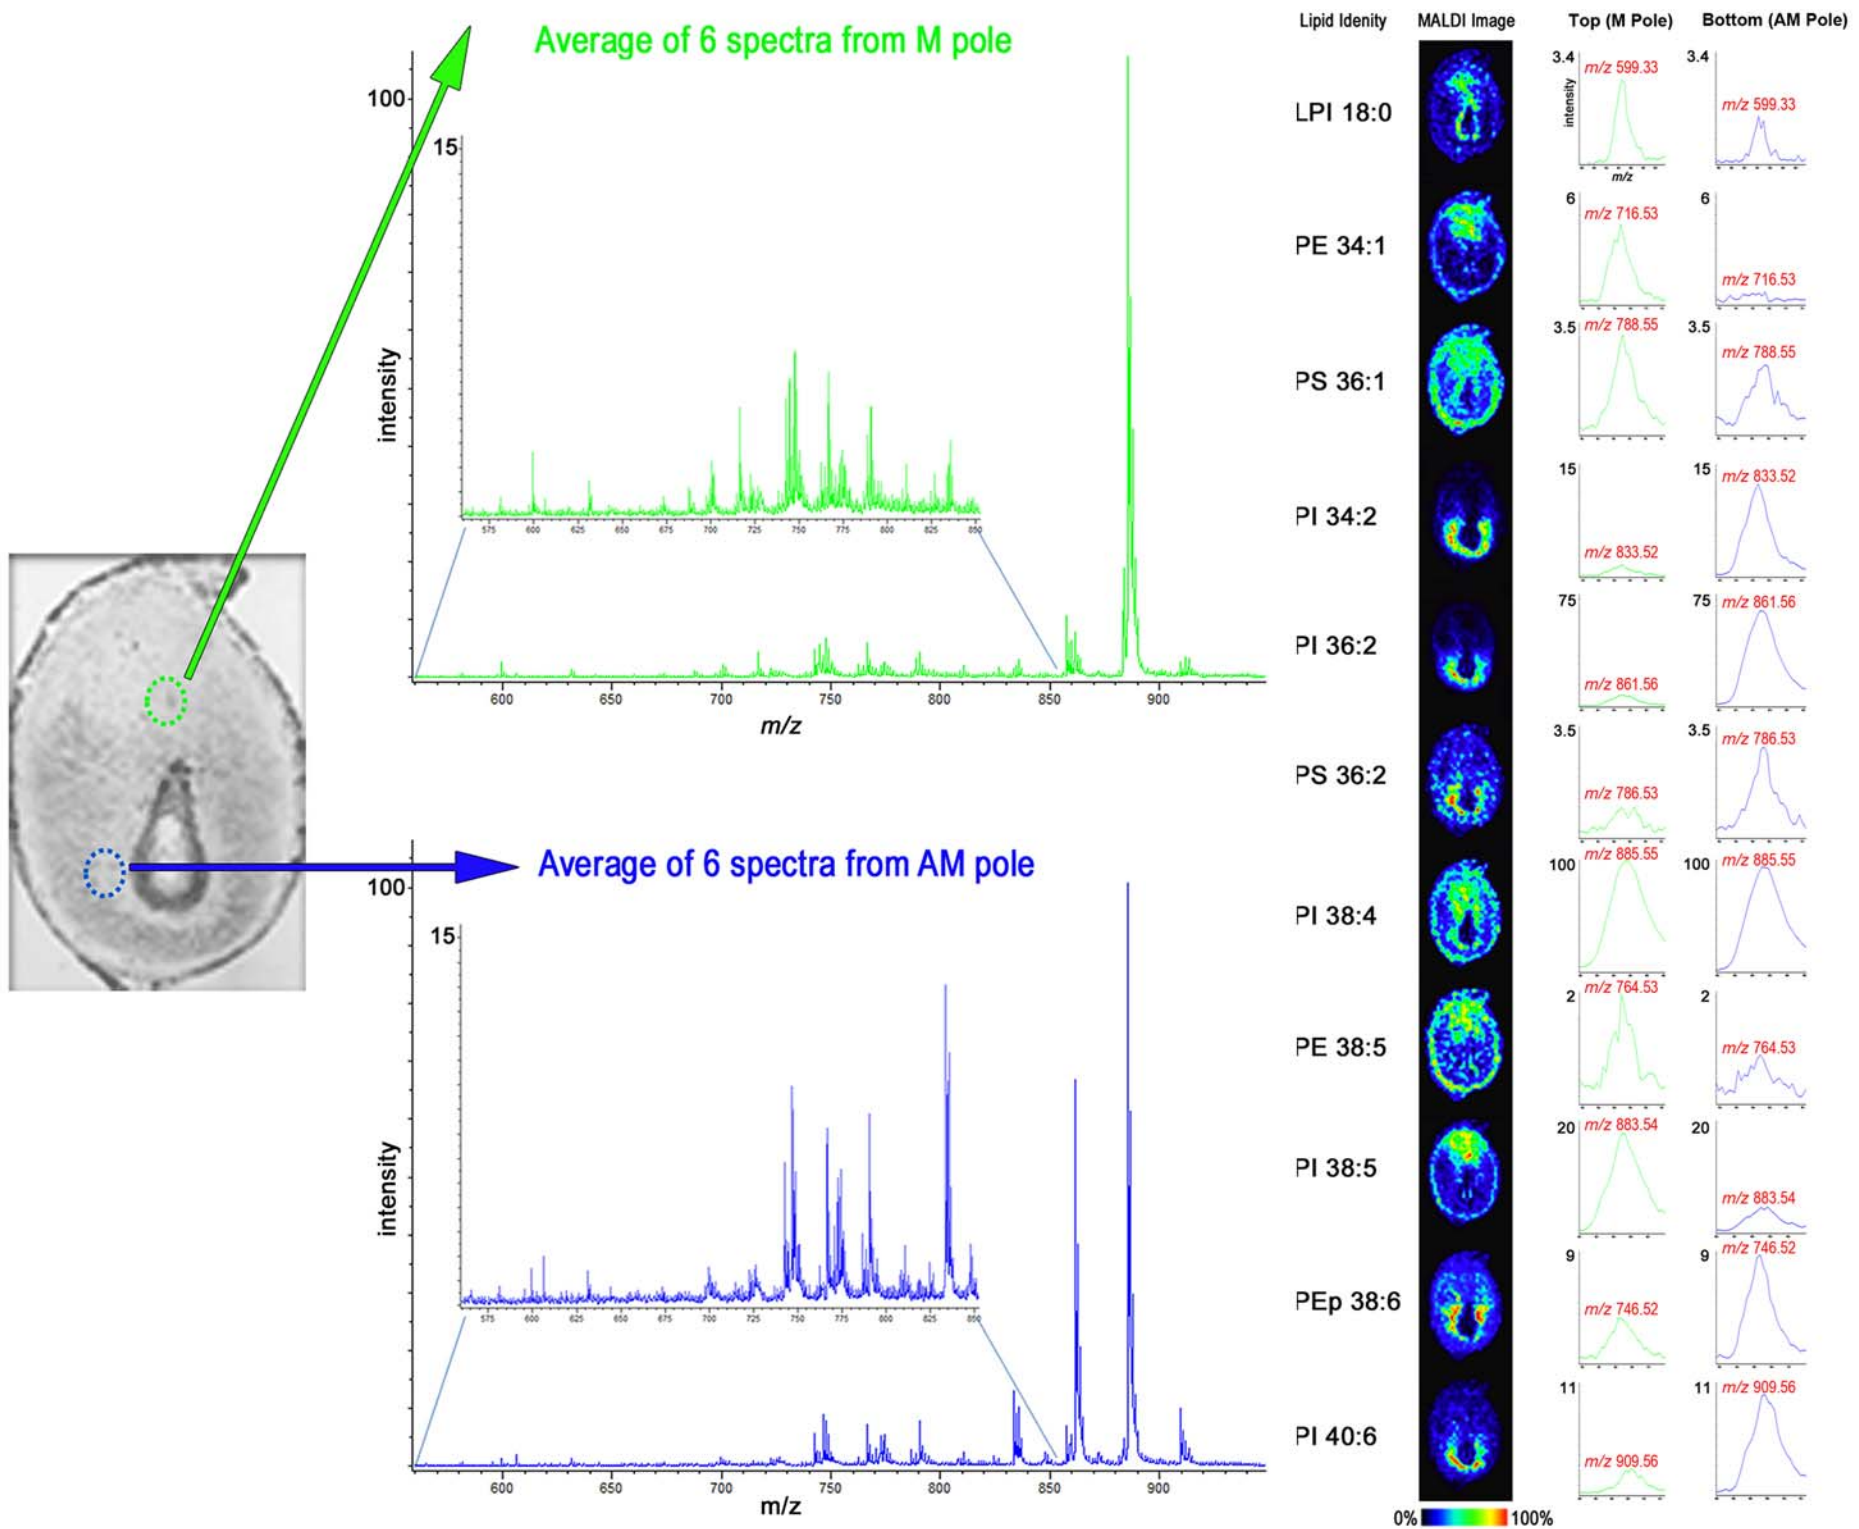 Average of 6 spectra from M pole
100
15
intensity
575 600 625 650 675 700 725 750 775 800 825 850
600 650 700 750 800 850 900
m/z
Average of 6 spectra from AM pole
100
15
intensity
575 600 625 650 675 700 725 750 775 800 825 850
600 650 700 750 800 850 900
m/z
Lipid Idenity MALDI Image Top (M Pole) Bottom (AM Pole)
LPI 18:0
3.4 m/z 599.33
intensity
m/z
3.4 m/z 599.33
PE 34:1
6 m/z 716.53
6 m/z 716.53
PS 36:1
3.5 m/z 788.55
3.5 m/z 788.55
PI 34:2
15 m/z 833.52
15 m/z 833.52
PI 36:2
75 m/z 861.56
75 m/z 861.56
PS 36:2
3.5 m/z 786.53
3.5 m/z 786.53
PI 38:4
100 m/z 885.55
100 m/z 885.55
PE 38:5
2 m/z 764.53
2 m/z 764.53
PI 38:5
20 m/z 883.54
20 m/z 883.54
PEp 38:6
9 m/z 746.52
9 m/z 746.52
PI 40:6
11 m/z 909.56
11 m/z 909.56
0% 100%